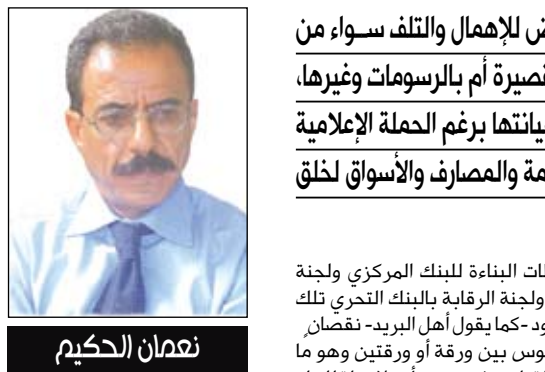 ض للإهمال والتلف سـواء من
قصيرة أم بالرسومات وغيرها،
يانتها برغم الحملة الإعلامية
مة والمصارف والأسواق لخلق
ات البناءة للبنك المركزي ولجنة
ولجنة الرقابة بالبنك التحري تلك
ود -كما يقول أهل البريد- نقصان
وس بين ورقة أو ورقتين وهو ما
نعمان الحكيم